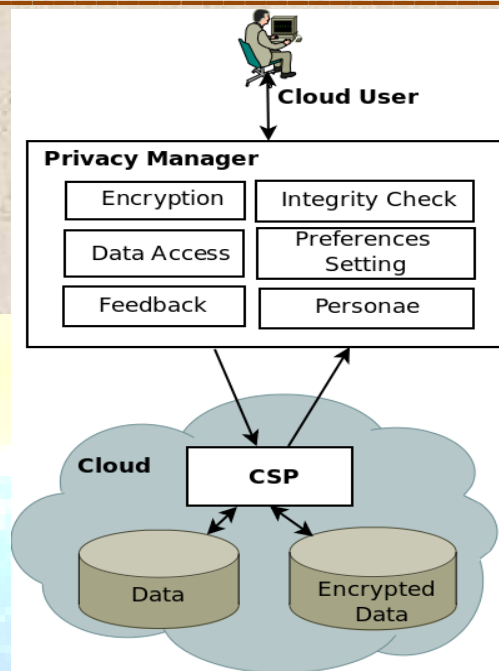 Cloud User
Privacy Manager
Encryption
Integrity Check
Data Access
Preferences
Setting
Feedback
Personae
Cloud
CSP
Data
Encrypted
Data